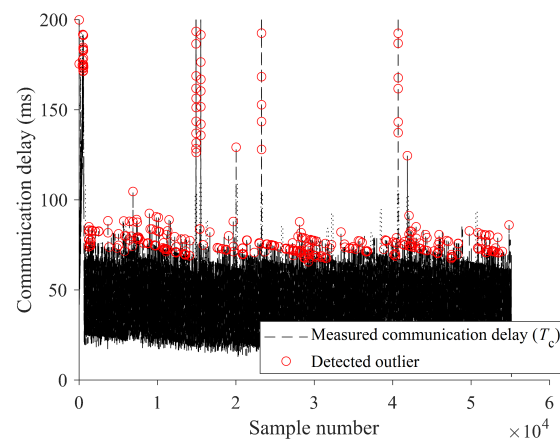 200
150
100
50
0
Communication delay (ms)
Measured communication delay (T_c)
Detected outlier
0 1 2 3 4 5 6
Sample number
×10^4